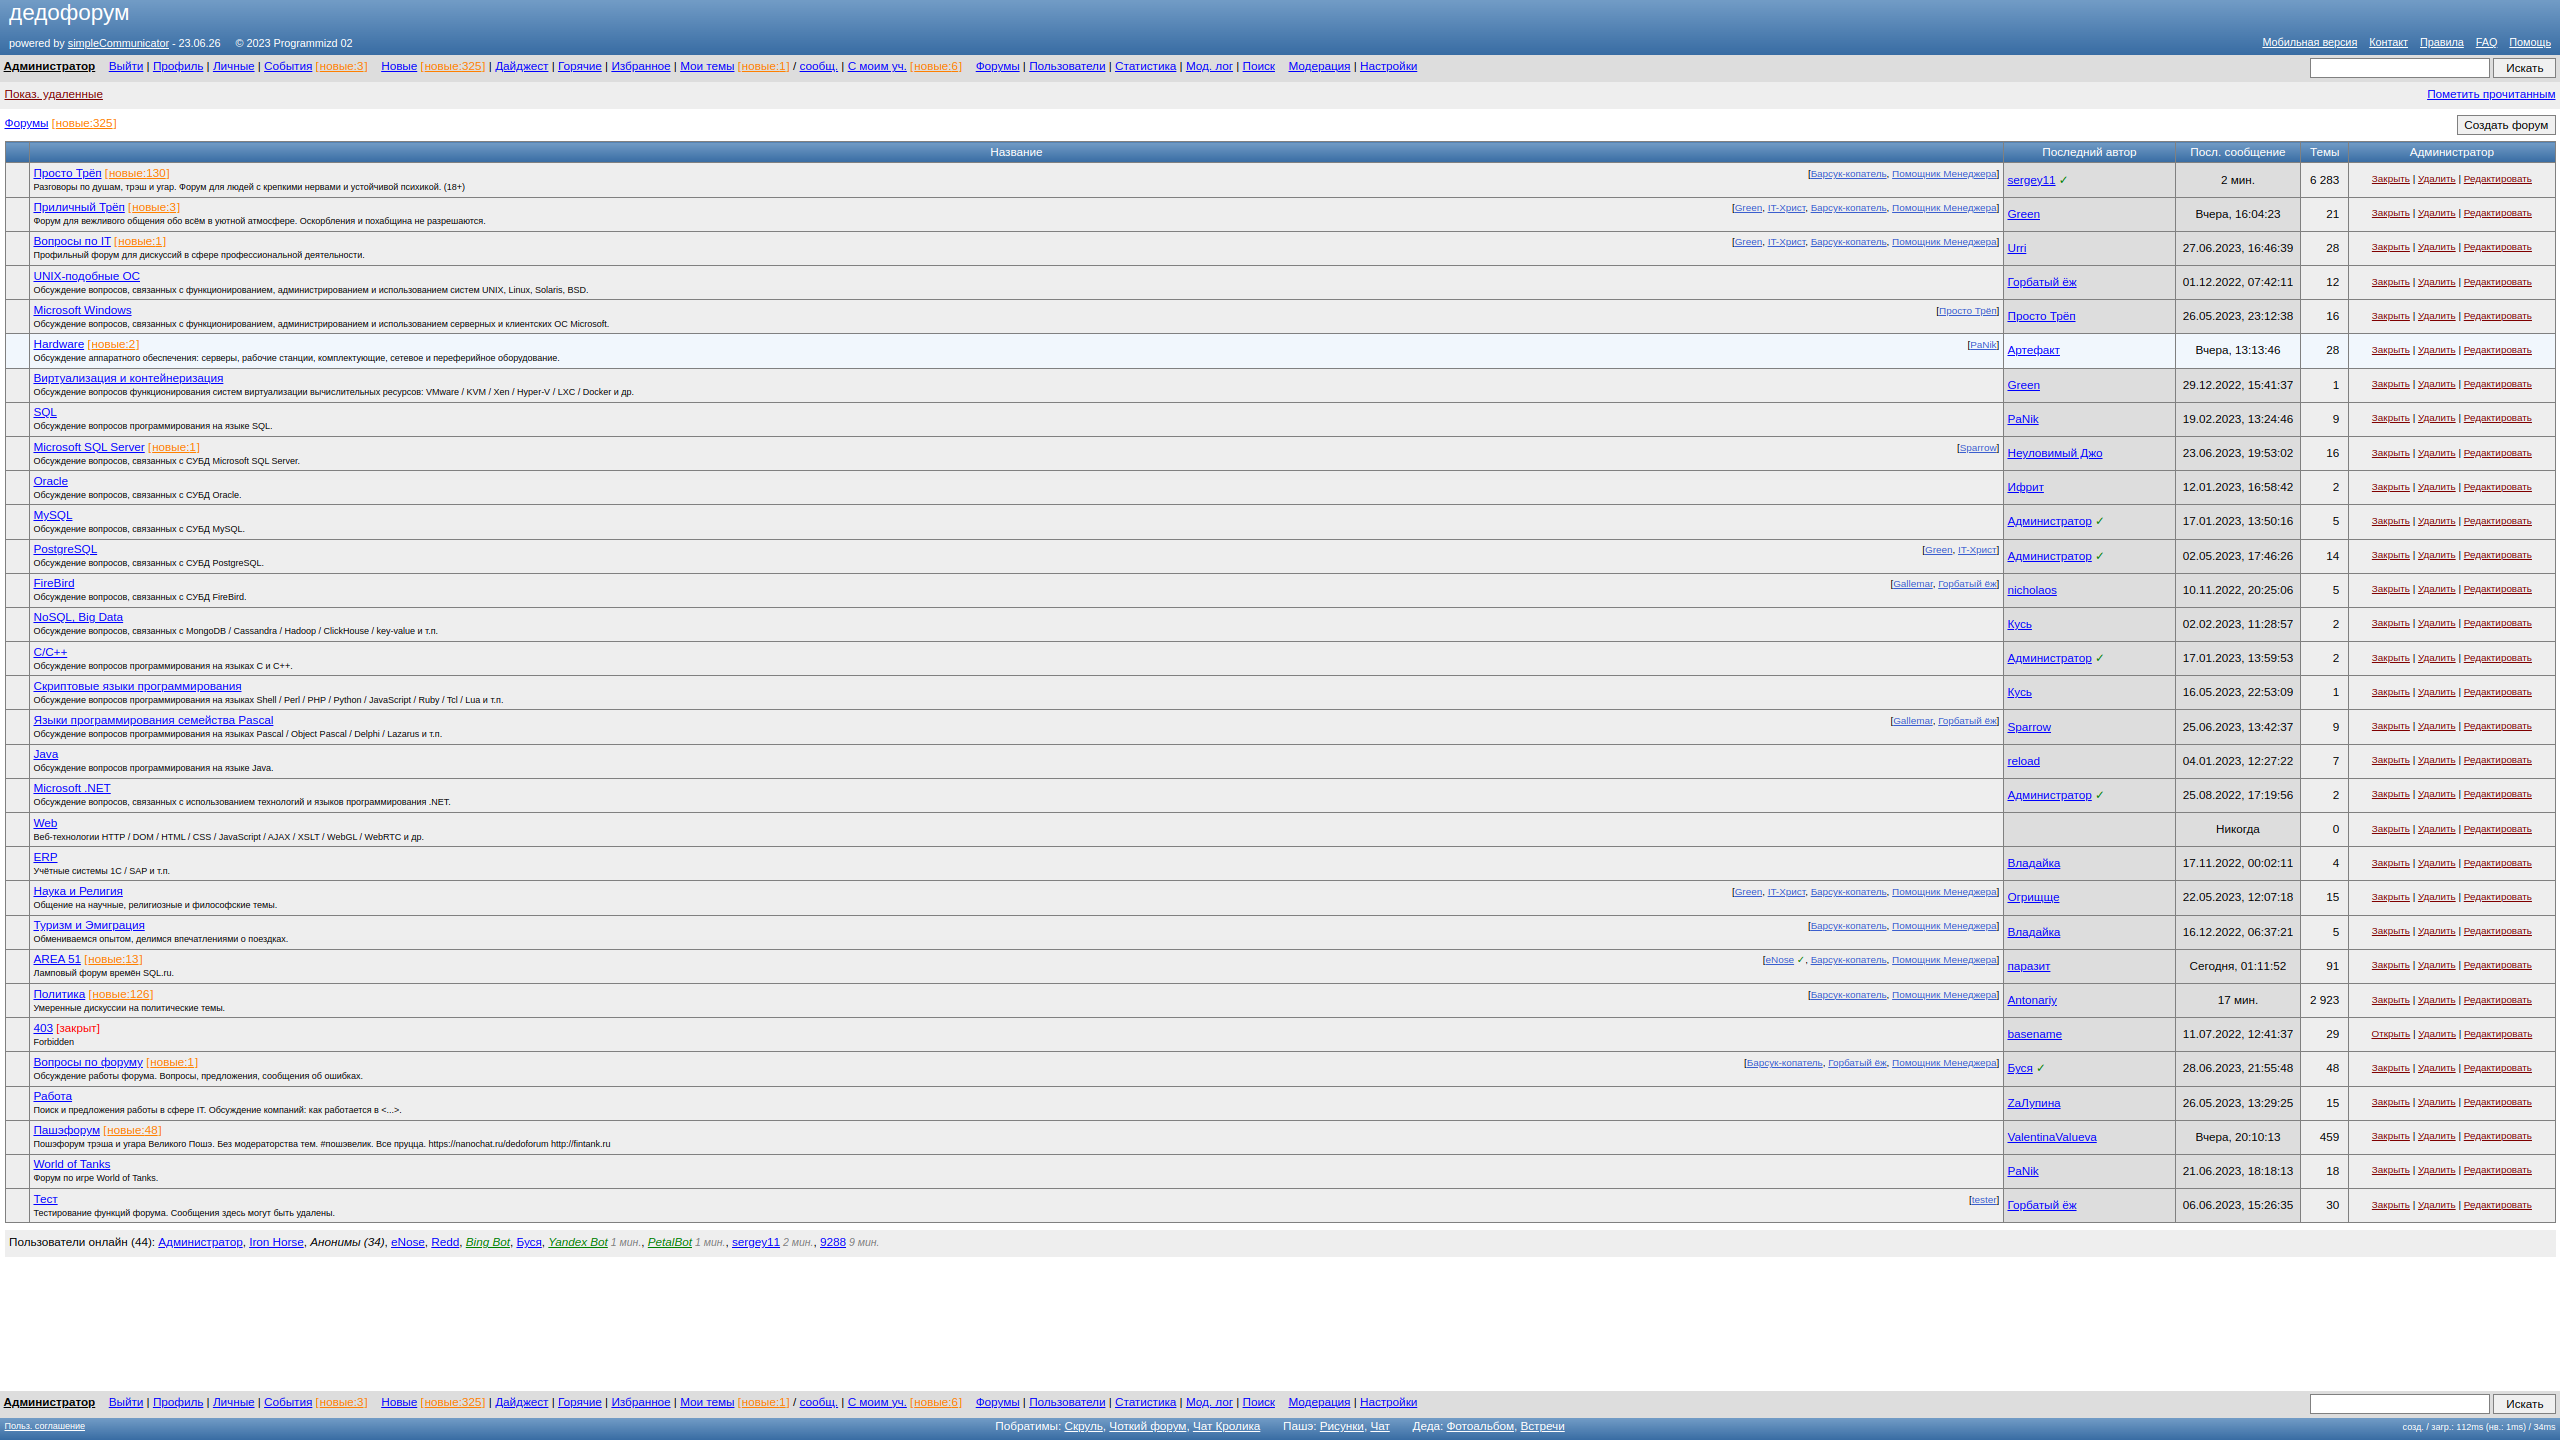 дедофорум
powered by simpleCommunicator - 23.06.26 © 2023 Programmizd 02 Мобильная версия Контакт Правила FAQ Помощь
Администратор Выйти | Профиль | Личные | События [новые:3] Новые [новые:325] | Дайджест | Горячие | Избранное | Мои темы [новые:1] / сообщ. | С моим уч. [новые:6] Форумы | Пользователи | Статистика | Мод. лог | Поиск Модерация | Настройки Искать
Показ. удаленные Пометить прочитанным
Форумы [новые:325] Создать форум
Название Последний автор Посл. сообщение Темы Администратор
Просто Трёп [новые:130] [Барсук-копатель, Помощник Менеджера] sergey11 ✓ 2 мин. 6 283 Закрыть | Удалить | Редактировать
Разговоры по душам, трэш и угар. Форум для людей с крепкими нервами и устойчивой психикой. (18+)
Приличный Трёп [новые:3] [Green, IT-Христ, Барсук-копатель, Помощник Менеджера] Green Вчера, 16:04:23 21 Закрыть | Удалить | Редактировать
Форум для вежливого общения обо всём в уютной атмосфере. Оскорбления и похабщина не разрешаются.
Вопросы по IT [новые:1] [Green, IT-Христ, Барсук-копатель, Помощник Менеджера] Urri 27.06.2023, 16:46:39 28 Закрыть | Удалить | Редактировать
Профильный форум для дискуссий в сфере профессиональной деятельности.
UNIX-подобные ОС Горбатый ёж 01.12.2022, 07:42:11 12 Закрыть | Удалить | Редактировать
Обсуждение вопросов, связанных с функционированием, администрированием и использованием систем UNIX, Linux, Solaris, BSD.
Microsoft Windows [Просто Трёп] Просто Трёп 26.05.2023, 23:12:38 16 Закрыть | Удалить | Редактировать
Обсуждение вопросов, связанных с функционированием, администрированием и использованием серверных и клиентских ОС Microsoft.
Hardware [новые:2] [PaNik] Артефакт Вчера, 13:13:46 28 Закрыть | Удалить | Редактировать
Обсуждение аппаратного обеспечения: серверы, рабочие станции, комплектующие, сетевое и переферийное оборудование.
Виртуализация и контейнеризация Green 29.12.2022, 15:41:37 1 Закрыть | Удалить | Редактировать
Обсуждение вопросов функционирования систем виртуализации вычислительных ресурсов: VMware / KVM / Xen / Hyper-V / LXC / Docker и др.
SQL PaNik 19.02.2023, 13:24:46 9 Закрыть | Удалить | Редактировать
Обсуждение вопросов программирования на языке SQL.
Microsoft SQL Server [новые:1] [Sparrow] Неуловимый Джо 23.06.2023, 19:53:02 16 Закрыть | Удалить | Редактировать
Обсуждение вопросов, связанных с СУБД Microsoft SQL Server.
Oracle Ифрит 12.01.2023, 16:58:42 2 Закрыть | Удалить | Редактировать
Обсуждение вопросов, связанных с СУБД Oracle.
MySQL Администратор ✓ 17.01.2023, 13:50:16 5 Закрыть | Удалить | Редактировать
Обсуждение вопросов, связанных с СУБД MySQL.
PostgreSQL [Green, IT-Христ] Администратор ✓ 02.05.2023, 17:46:26 14 Закрыть | Удалить | Редактировать
Обсуждение вопросов, связанных с СУБД PostgreSQL.
FireBird [Gallemar, Горбатый ёж] nicholaos 10.11.2022, 20:25:06 5 Закрыть | Удалить | Редактировать
Обсуждение вопросов, связанных с СУБД FireBird.
NoSQL, Big Data Кусь 02.02.2023, 11:28:57 2 Закрыть | Удалить | Редактировать
Обсуждение вопросов, связанных с MongoDB / Cassandra / Hadoop / ClickHouse / key-value и т.п.
C/C++ Администратор ✓ 17.01.2023, 13:59:53 2 Закрыть | Удалить | Редактировать
Обсуждение вопросов программирования на языках C и C++.
Скриптовые языки программирования Кусь 16.05.2023, 22:53:09 1 Закрыть | Удалить | Редактировать
Обсуждение вопросов программирования на языках Shell / Perl / PHP / Python / JavaScript / Ruby / Tcl / Lua и т.п.
Языки программирования семейства Pascal [Gallemar, Горбатый ёж] Sparrow 25.06.2023, 13:42:37 9 Закрыть | Удалить | Редактировать
Обсуждение вопросов программирования на языках Pascal / Object Pascal / Delphi / Lazarus и т.п.
Java reload 04.01.2023, 12:27:22 7 Закрыть | Удалить | Редактировать
Обсуждение вопросов программирования на языке Java.
Microsoft .NET Администратор ✓ 25.08.2022, 17:19:56 2 Закрыть | Удалить | Редактировать
Обсуждение вопросов, связанных с использованием технологий и языков программирования .NET.
Web Никогда 0 Закрыть | Удалить | Редактировать
Веб-технологии HTTP / DOM / HTML / CSS / JavaScript / AJAX / XSLT / WebGL / WebRTC и др.
ERP Владайка 17.11.2022, 00:02:11 4 Закрыть | Удалить | Редактировать
Учётные системы 1С / SAP и т.п.
Наука и Религия [Green, IT-Христ, Барсук-копатель, Помощник Менеджера] Огрищще 22.05.2023, 12:07:18 15 Закрыть | Удалить | Редактировать
Общение на научные, религиозные и философские темы.
Туризм и Эмиграция [Барсук-копатель, Помощник Менеджера] Владайка 16.12.2022, 06:37:21 5 Закрыть | Удалить | Редактировать
Обмениваемся опытом, делимся впечатлениями о поездках.
AREA 51 [новые:13] [eNose ✓, Барсук-копатель, Помощник Менеджера] паразит Сегодня, 01:11:52 91 Закрыть | Удалить | Редактировать
Ламповый форум времён SQL.ru.
Политика [новые:126] [Барсук-копатель, Помощник Менеджера] Antonariy 17 мин. 2 923 Закрыть | Удалить | Редактировать
Умеренные дискуссии на политические темы.
403 [закрыт] basename 11.07.2022, 12:41:37 29 Открыть | Удалить | Редактировать
Forbidden
Вопросы по форуму [новые:1] [Барсук-копатель, Горбатый ёж, Помощник Менеджера] Буся ✓ 28.06.2023, 21:55:48 48 Закрыть | Удалить | Редактировать
Обсуждение работы форума. Вопросы, предложения, сообщения об ошибках.
Работа ZaЛупина 26.05.2023, 13:29:25 15 Закрыть | Удалить | Редактировать
Поиск и предложения работы в сфере IT. Обсуждение компаний: как работается в <...>.
Пашэфорум [новые:48] ValentinaValueva Вчера, 20:10:13 459 Закрыть | Удалить | Редактировать
Пошэфорум трэша и угара Великого Пошэ. Без модераторства тем. #пошэвелик. Все пруцца. https://nanochat.ru/dedoforum http://fintank.ru
World of Tanks PaNik 21.06.2023, 18:18:13 18 Закрыть | Удалить | Редактировать
Форум по игре World of Tanks.
Тест [tester] Горбатый ёж 06.06.2023, 15:26:35 30 Закрыть | Удалить | Редактировать
Тестирование функций форума. Сообщения здесь могут быть удалены.
Пользователи онлайн (44): Администратор, Iron Horse, Анонимы (34), eNose, Redd, Bing Bot, Буся, Yandex Bot 1 мин., PetalBot 1 мин., sergey11 2 мин., 9288 9 мин.
Администратор Выйти | Профиль | Личные | События [новые:3] Новые [новые:325] | Дайджест | Горячие | Избранное | Мои темы [новые:1] / сообщ. | С моим уч. [новые:6] Форумы | Пользователи | Статистика | Мод. лог | Поиск Модерация | Настройки Искать
Польз. соглашение Побратимы: Скруль, Чоткий форум, Чат Кролика Пашэ: Рисунки, Чат Деда: Фотоальбом, Встречи созд. / загр.: 112ms (нв.: 1ms) / 34ms